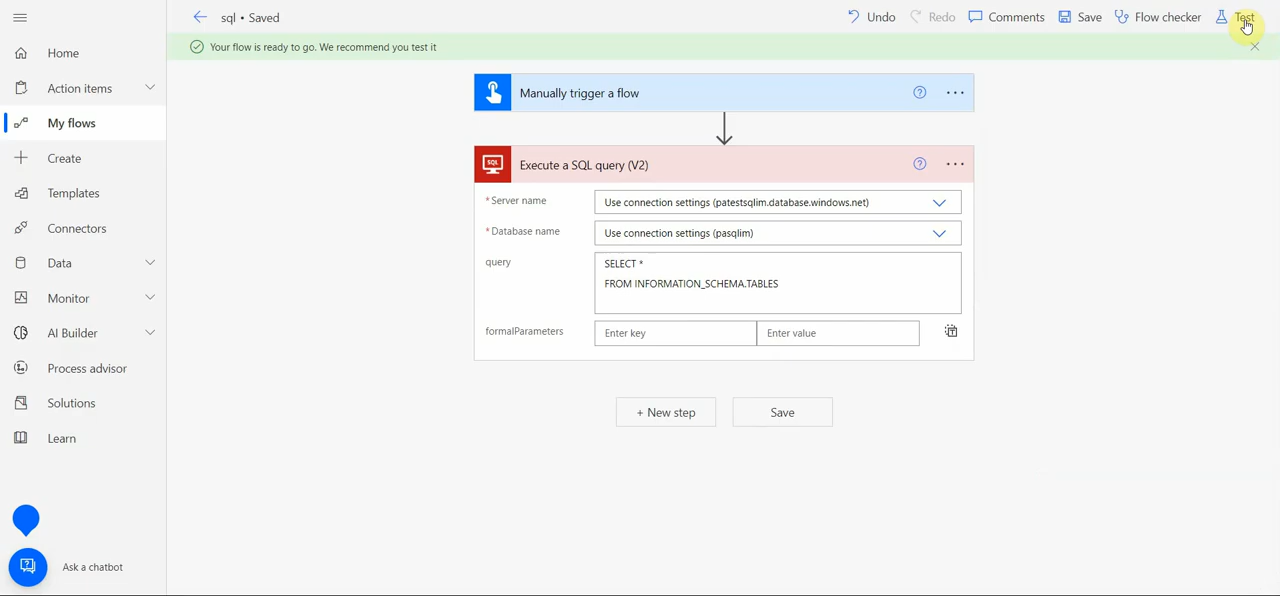 sql • Saved
Undo Redo Comments Save Flow checker Test
Your flow is ready to go. We recommend you test it
Home
Action items
My flows
Create
Templates
Connectors
Data
Monitor
AI Builder
Process advisor
Solutions
Learn
Ask a chatbot
Manually trigger a flow
SQL
Execute a SQL query (V2)
* Server name
Use connection settings (patestsqlim.database.windows.net)
* Database name
Use connection settings (pasqlim)
query
SELECT *
FROM INFORMATION_SCHEMA.TABLES
formalParameters
Enter key
Enter value
+ New step
Save